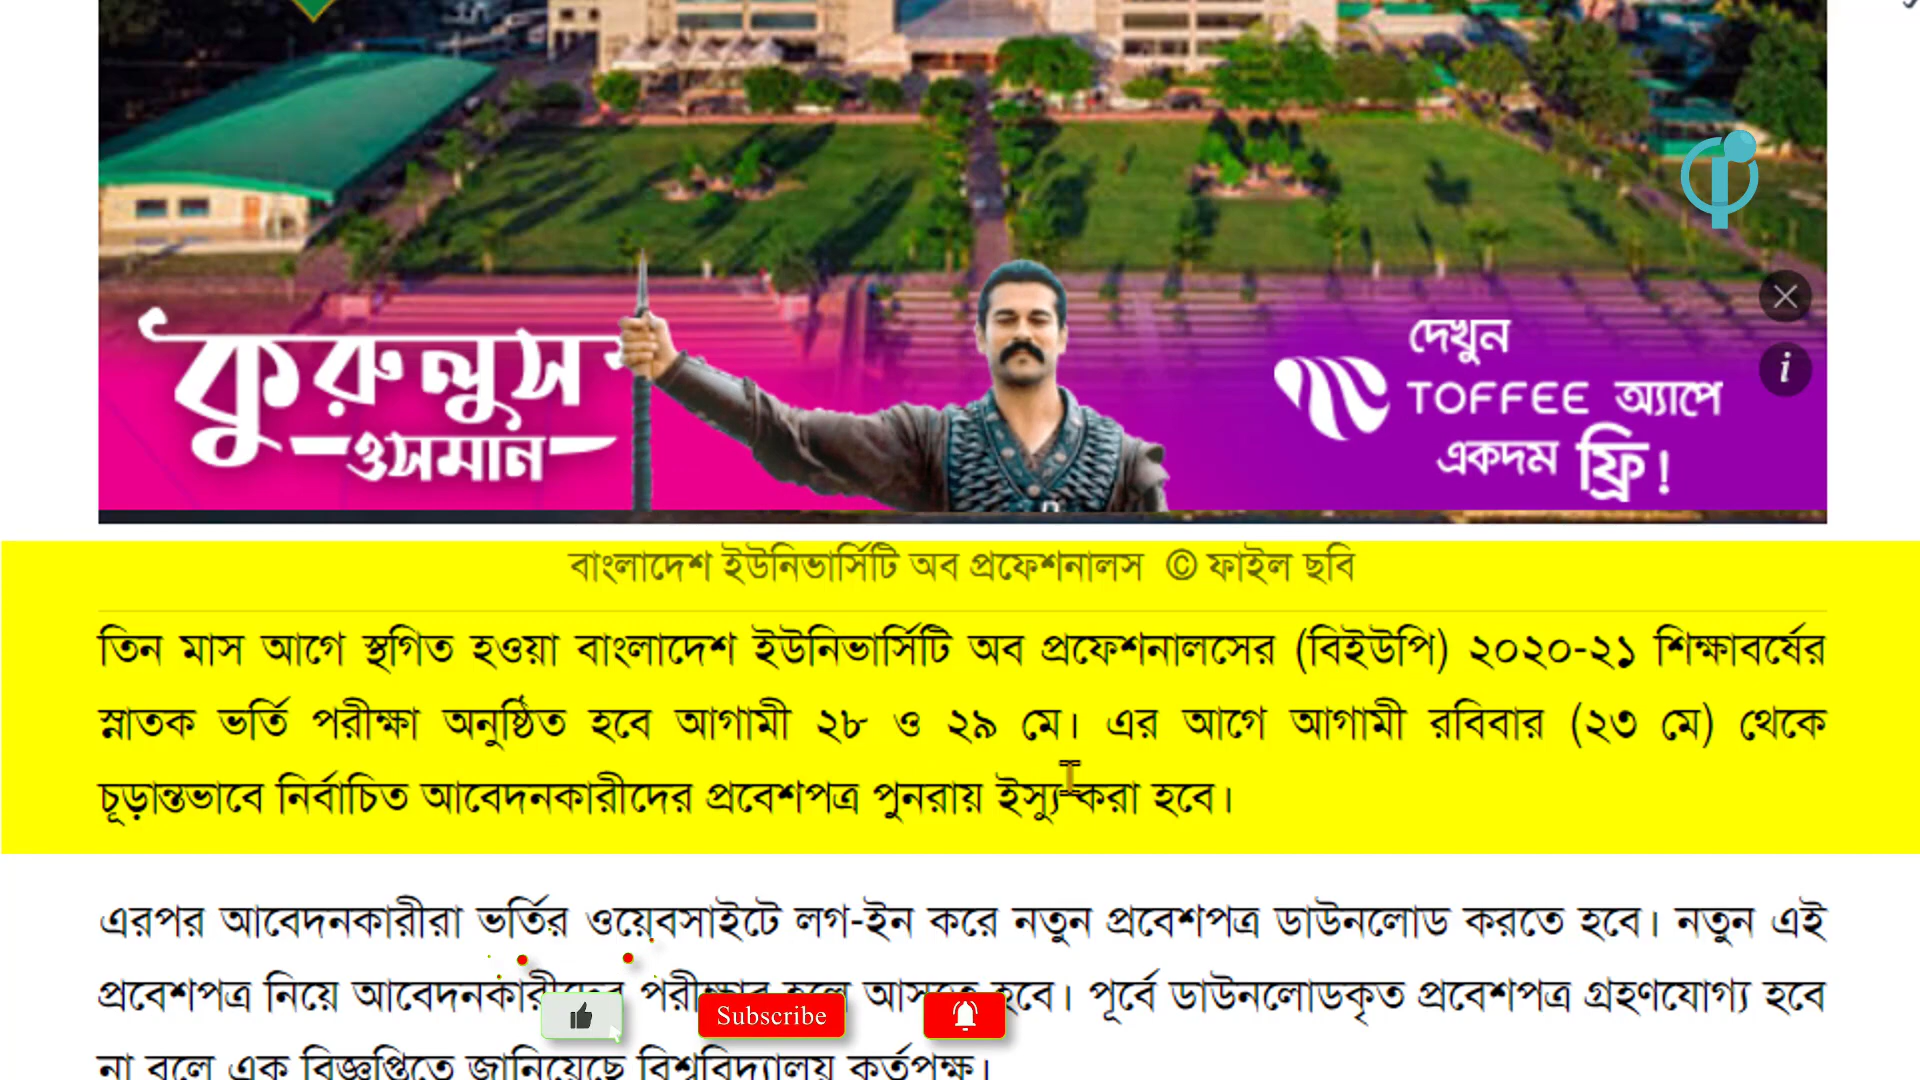 কুরুলুস
ওসমান
দেখুন
TOFFEE অ্যাপে
একদম ফ্রি!
বাংলাদেশ ইউনিভার্সিটি অব প্রফেশনালস © ফাইল ছবি
তিন মাস আগে স্থগিত হওয়া বাংলাদেশ ইউনিভার্সিটি অব প্রফেশনালসের (বিইউপি) ২০২০-২১ শিক্ষাবর্ষের
স্নাতক ভর্তি পরীক্ষা অনুষ্ঠিত হবে আগামী ২৮ ও ২৯ মে। এর আগে আগামী রবিবার (২৩ মে) থেকে
চূড়ান্তভাবে নির্বাচিত আবেদনকারীদের প্রবেশপত্র পুনরায় ইস্যু করা হবে।
এরপর আবেদনকারীরা ভর্তির ওয়েবসাইটে লগ-ইন করে নতুন প্রবেশপত্র ডাউনলোড করতে হবে। নতুন এই
প্রবেশপত্র নিয়ে আবেদনকারীদের পরীক্ষার হলে আসতে হবে। পূর্বে ডাউনলোডকৃত প্রবেশপত্র গ্রহণযোগ্য হবে
Subscribe
না বলে এক বিজ্ঞপ্তিতে জানিয়েছে বিশ্ববিদ্যালয় কর্তৃপক্ষ।